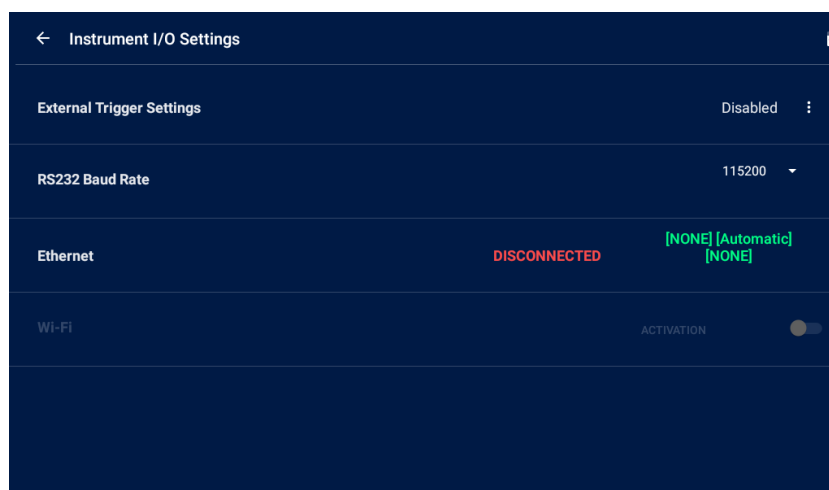 Instrument I/O Settings
External Trigger Settings
Disabled
RS232 Baud Rate
115200
Ethernet
DISCONNECTED
[NONE] [Automatic]
[NONE]
Wi-Fi
ACTIVATION